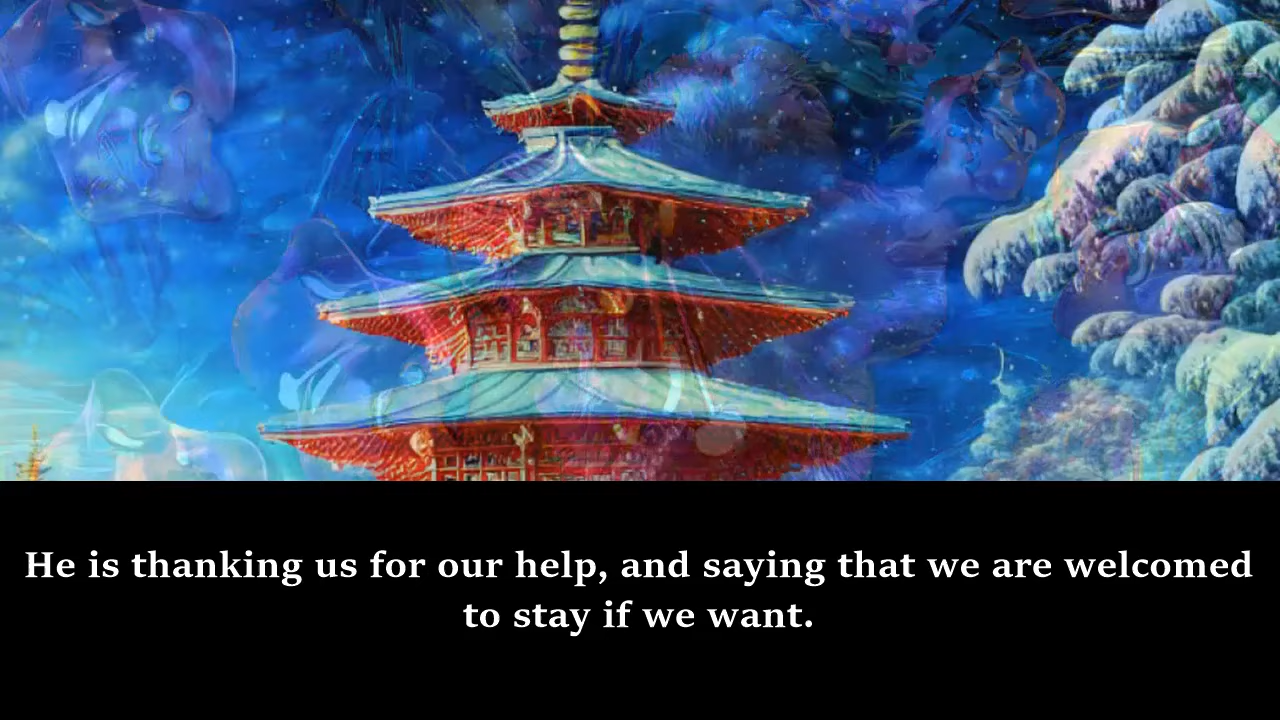 He is thanking us for our help, and saying that we are welcomed
to stay if we want.